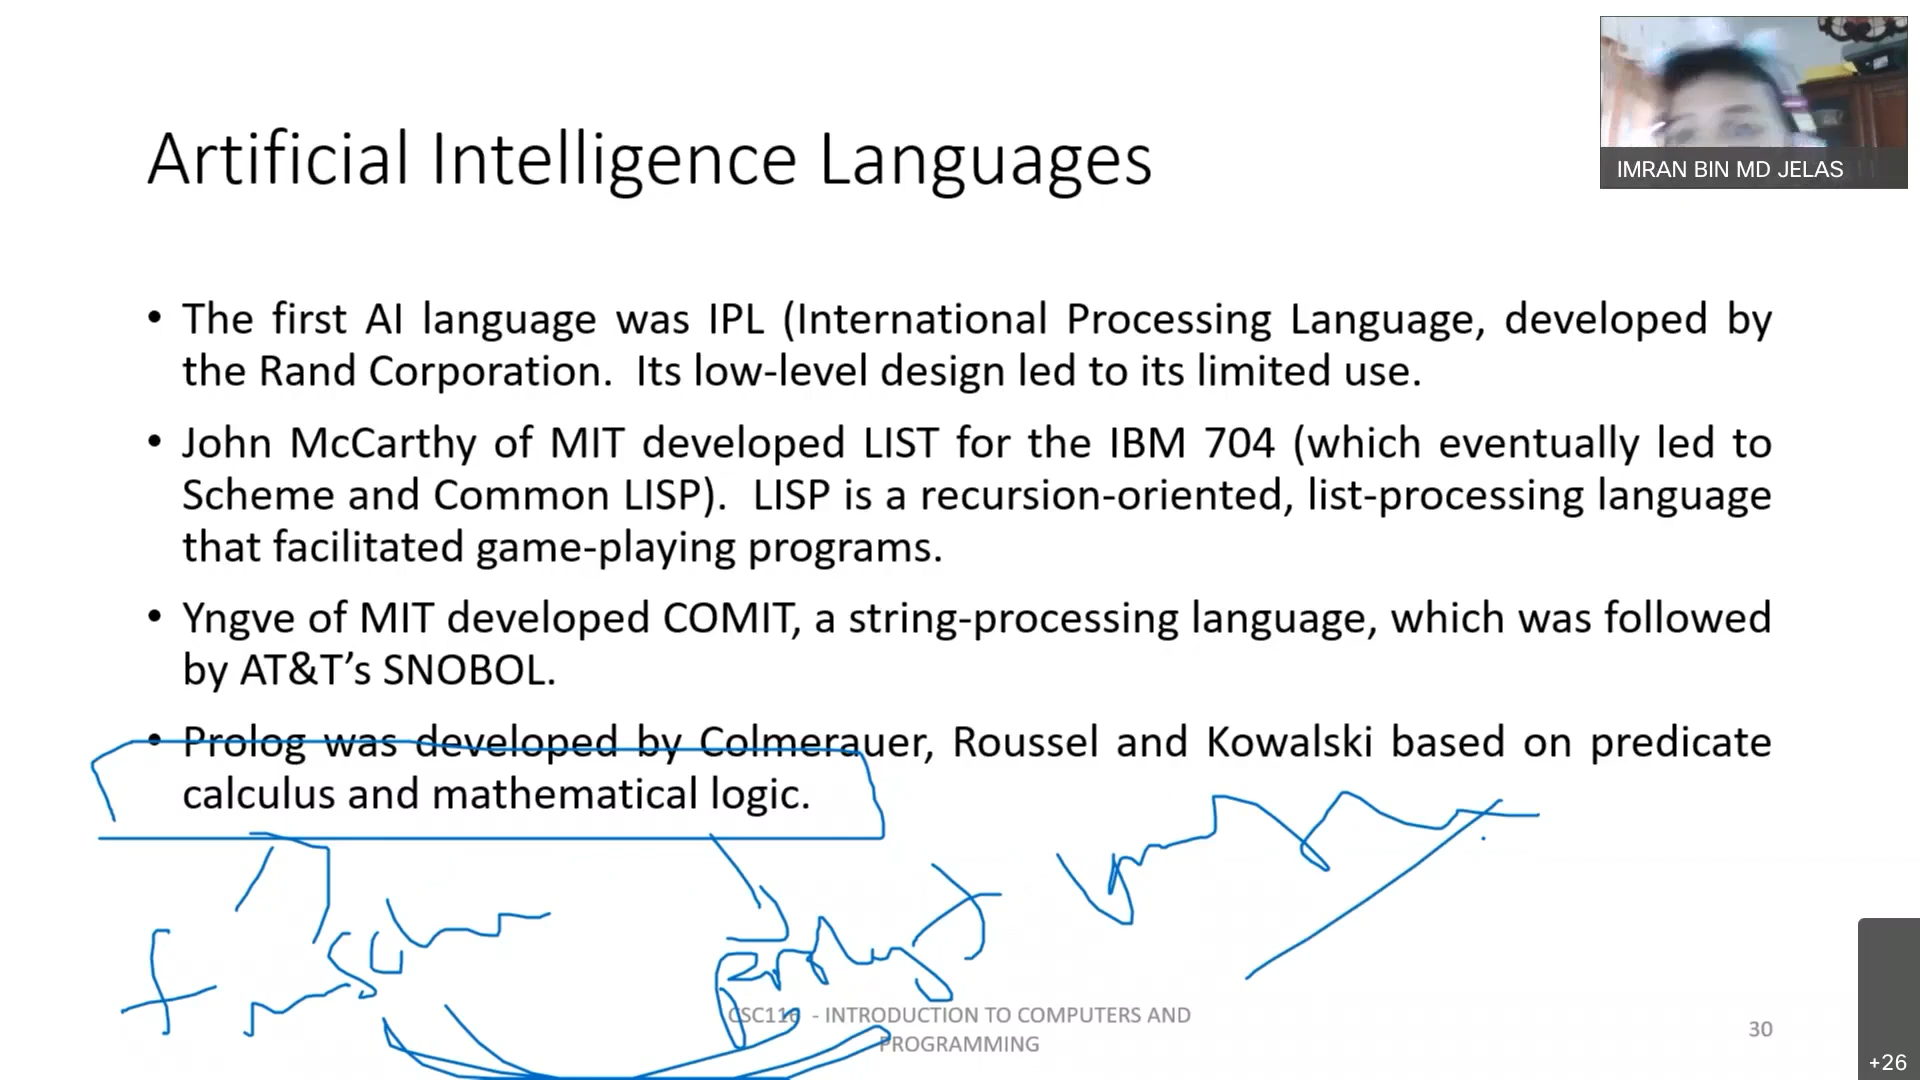 IMRAN BIN MD JELAS
Artificial Intelligence Languages
• The first AI language was IPL (International Processing Language, developed by
the Rand Corporation. Its low-level design led to its limited use.
• John McCarthy of MIT developed LIST for the IBM 704 (which eventually led to
Scheme and Common LISP). LISP is a recursion-oriented, list-processing language
that facilitated game-playing programs.
• Yngve of MIT developed COMIT, a string-processing language, which was followed
by AT&T’s SNOBOL.
• Prolog was developed by Colmerauer, Roussel and Kowalski based on predicate
calculus and mathematical logic.
- INTRODUCTION TO COMPUTERS AND
PROGRAMMING
30
+26